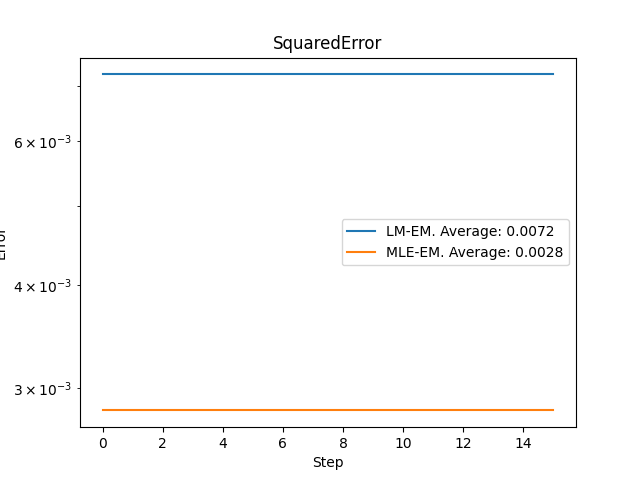 SquaredError
6 × 10⁻³
4 × 10⁻³
3 × 10⁻³
Error
LM-EM. Average: 0.0072
MLE-EM. Average: 0.0028
0 2 4 6 8 10 12 14
Step